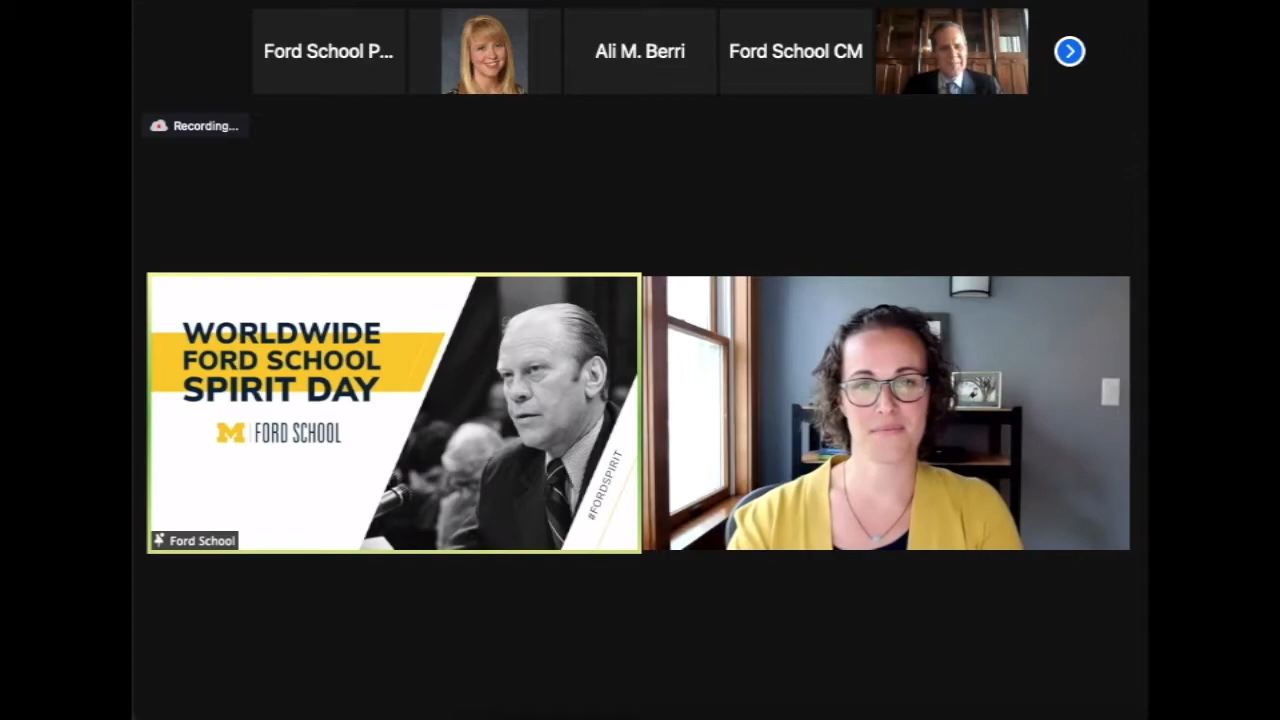 Ford School P...
Ali M. Berri
Ford School CM
Recording...
WORLDWIDE
FORD SCHOOL
SPIRIT DAY
M FORD SCHOOL
#FORDSPIRIT
Ford School